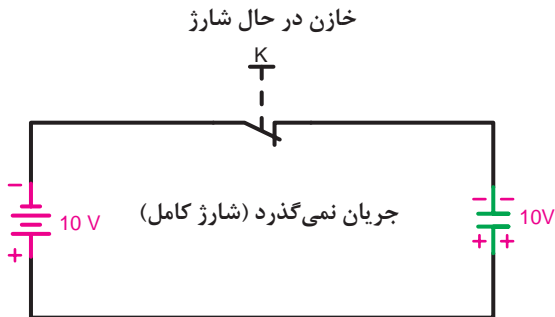 خازن در حال شارژ
K
−
− −
10 V
جریان نمی‌گذرد (شارژ کامل)
10V
+
+ +